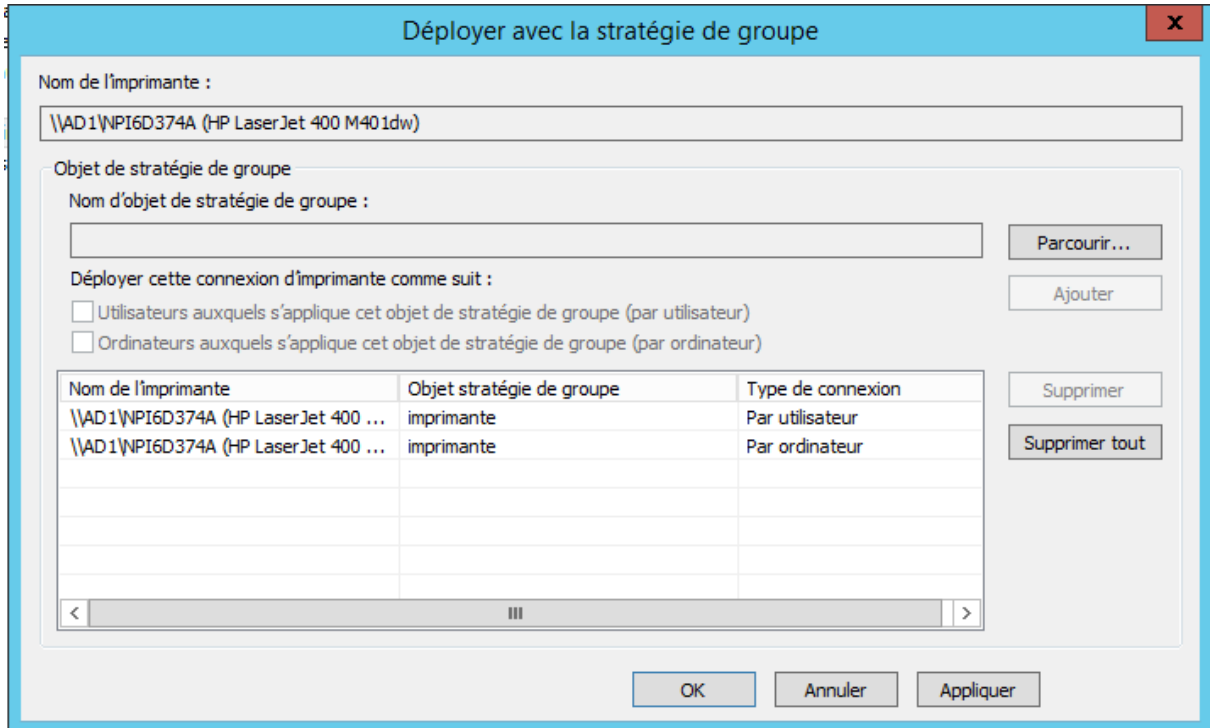 Déployer avec la stratégie de groupe
x
Nom de l'imprimante :
\\AD1\NPI6D374A (HP LaserJet 400 M401dw)
Objet de stratégie de groupe
Nom d'objet de stratégie de groupe :
Parcourir...
Déployer cette connexion d'imprimante comme suit :
Ajouter
Utilisateurs auxquels s'applique cet objet de stratégie de groupe (par utilisateur)
Ordinateurs auxquels s'applique cet objet de stratégie de groupe (par ordinateur)
Nom de l'imprimante Objet stratégie de groupe Type de connexion
Supprimer
\\AD1\NPI6D374A (HP LaserJet 400 ... imprimante Par utilisateur
\\AD1\NPI6D374A (HP LaserJet 400 ... imprimante Par ordinateur
Supprimer tout
OK Annuler Appliquer